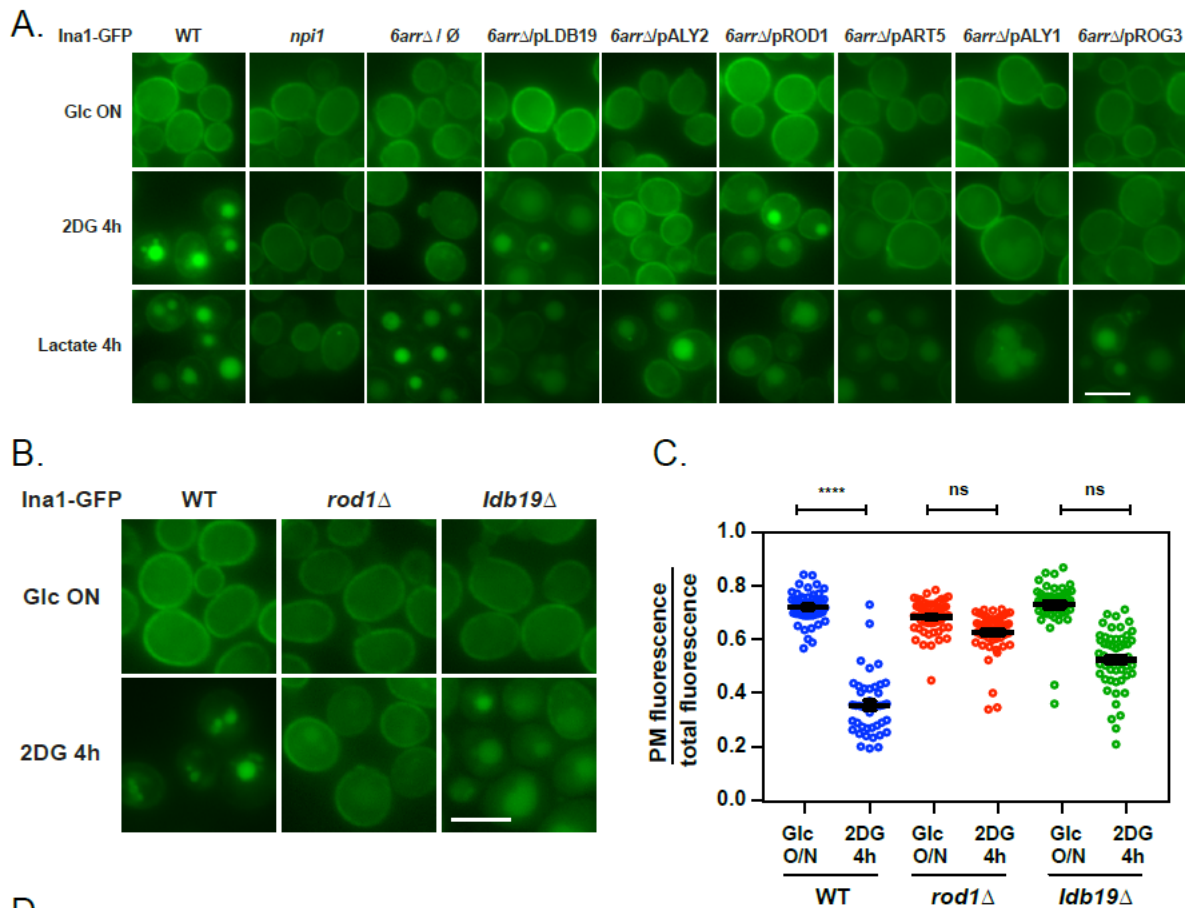 A.
Ina1-GFP WT npi1 6arrΔ / Ø 6arrΔ/pLDB19 6arrΔ/pALY2 6arrΔ/pROD1 6arrΔ/pART5 6arrΔ/pALY1 6arrΔ/pROG3
Glc ON
2DG 4h
Lactate 4h
B.
Ina1-GFP WT rod1Δ ldb19Δ
Glc ON
2DG 4h
C.
**** ns ns
PM fluorescence
total fluorescence
1.0
0.8
0.6
0.4
0.2
0.0
Glc 2DG Glc 2DG Glc 2DG
O/N 4h O/N 4h O/N 4h
WT rod1Δ ldb19Δ